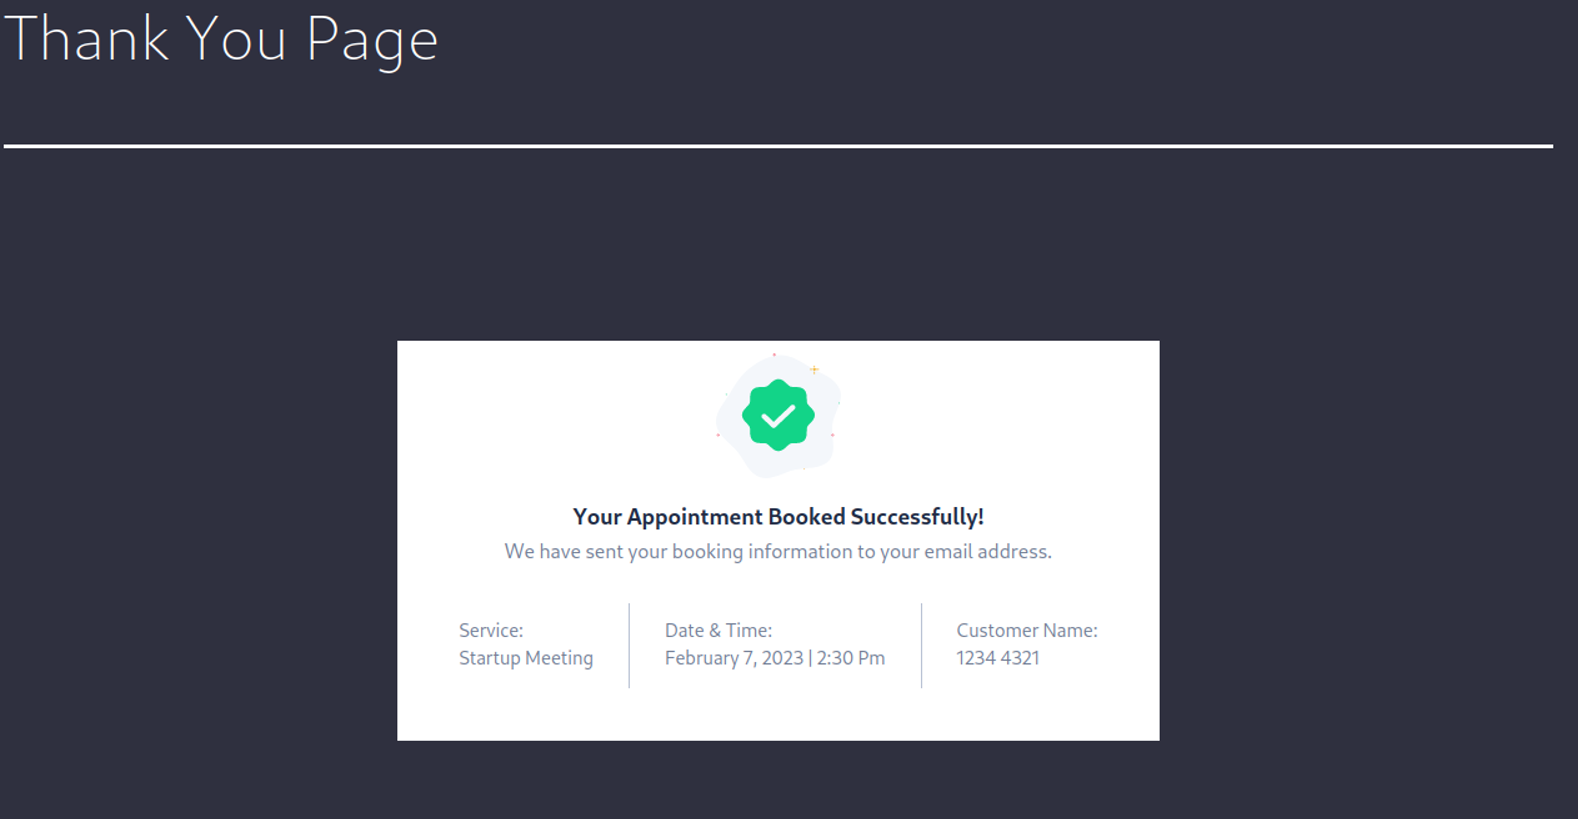 Thank You Page
Your Appointment Booked Successfully!
We have sent your booking information to your email address.
Service:
Startup Meeting
Date & Time:
February 7, 2023 | 2:30 Pm
Customer Name:
1234 4321